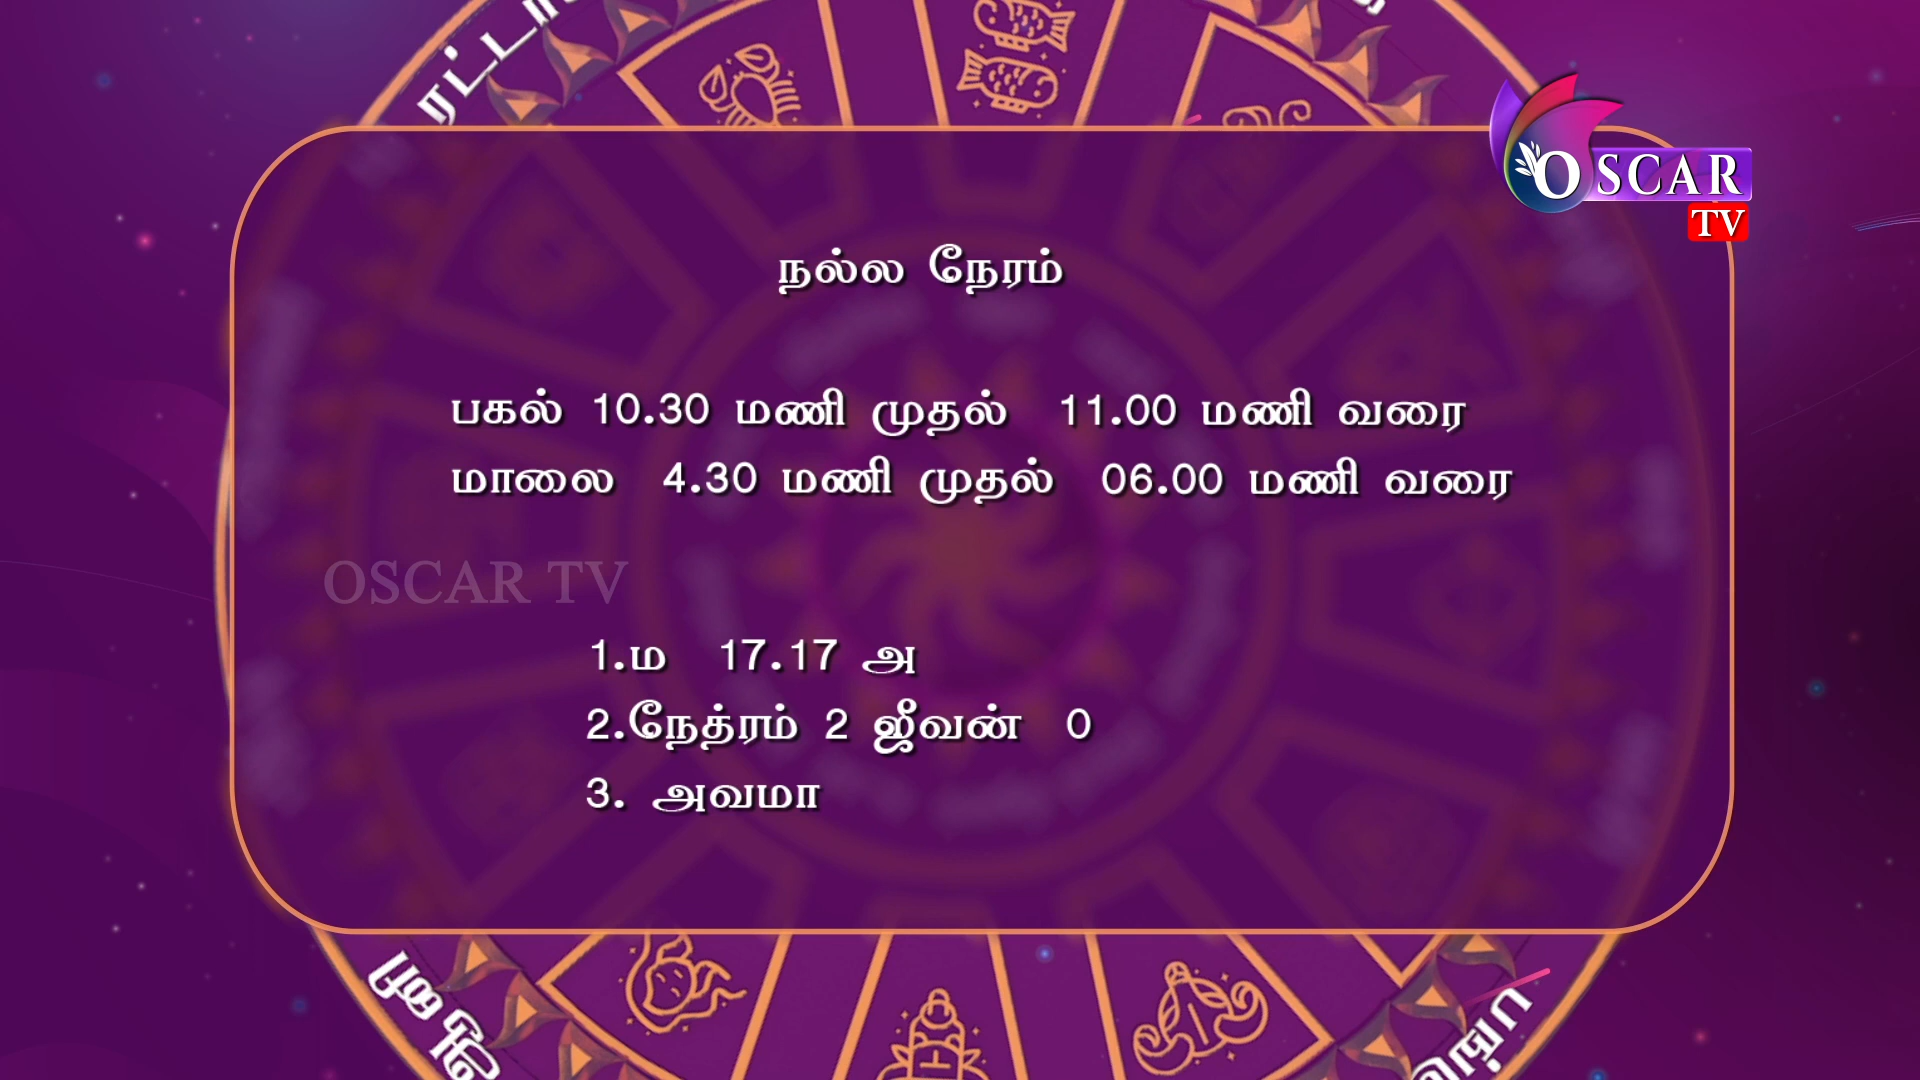 OSCAR
TV
நல்ல நேரம்
பகல் 10.30 மணி முதல் 11.00 மணி வரை
மாலை 4.30 மணி முதல் 06.00 மணி வரை
OSCAR TV
1.ம 17.17 அ
2.நேத்ரம் 2 ஜீவன் 0
3. அவமா